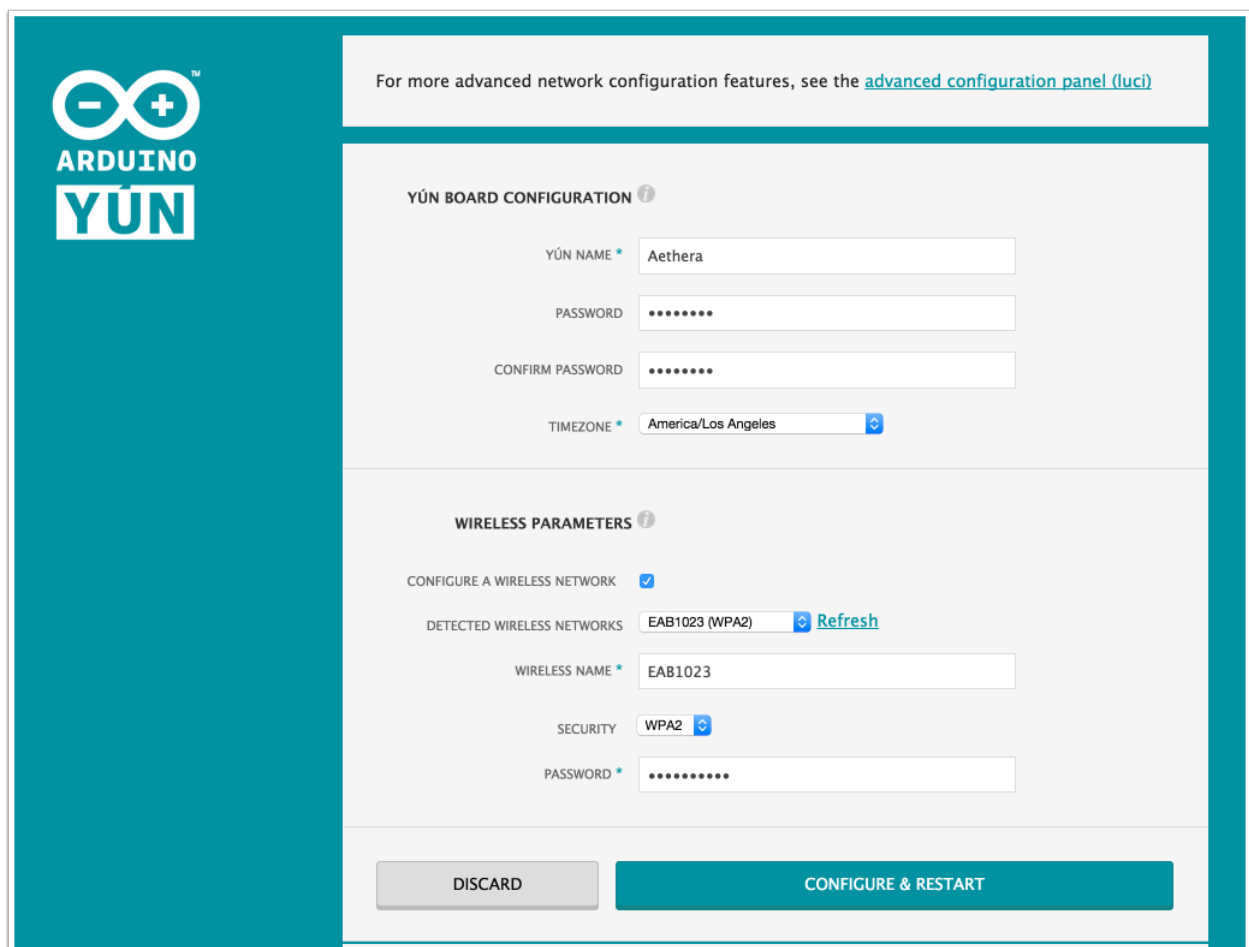 For more advanced network configuration features, see the advanced configuration panel (luci)
ARDUINO
YÚN
™
YÚN BOARD CONFIGURATION
YÚN NAME * Aethera
PASSWORD ••••••••
CONFIRM PASSWORD ••••••••
TIMEZONE * America/Los Angeles
WIRELESS PARAMETERS
CONFIGURE A WIRELESS NETWORK
DETECTED WIRELESS NETWORKS EAB1023 (WPA2) Refresh
WIRELESS NAME * EAB1023
SECURITY WPA2
PASSWORD * ••••••••••
DISCARD CONFIGURE & RESTART